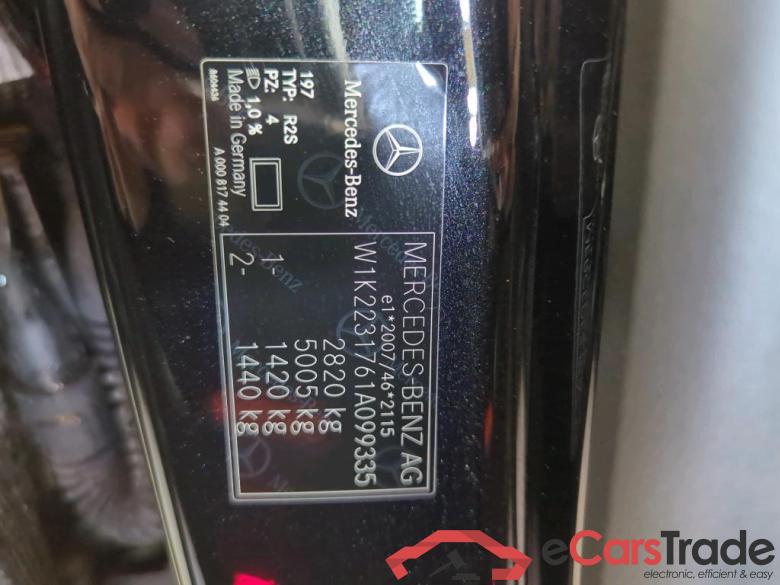 Mercedes-Benz
197
TYP: R2S
PZ: 4
1,0 %
Made in Germany
B604436
A 000 817 44 04
MERCEDES-BENZ AG
e1*2007/46*2115
W1K2231761A099335
2820 kg
5005 kg
1- 1420 kg
2- 1440 kg
eCarsTrade
electronic, efficient & easy